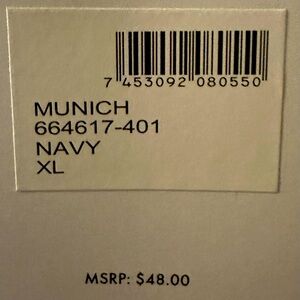 7 453092 080550
MUNICH
664617-401
NAVY
XL
MSRP: $48.00